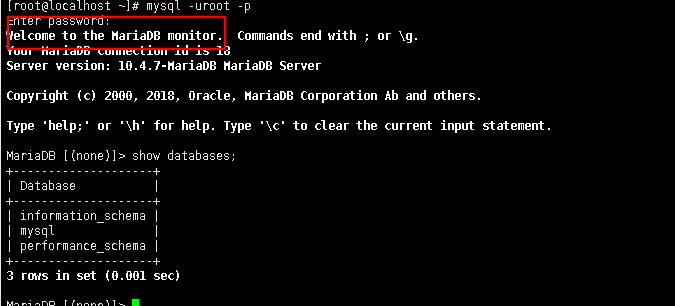 [root@localhost ~]# mysql -uroot -p
Enter password:
Welcome to the MariaDB monitor.  Commands end with ; or \g.
Your MariaDB connection id is 18
Server version: 10.4.7-MariaDB MariaDB Server
Copyright (c) 2000, 2018, Oracle, MariaDB Corporation Ab and others.
Type 'help;' or '\h' for help. Type '\c' to clear the current input statement.
MariaDB [(none)]> show databases;
+--------------------+
| Database           |
+--------------------+
| information_schema |
| mysql              |
| performance_schema |
+--------------------+
3 rows in set (0.001 sec)
MariaDB [(none)]>